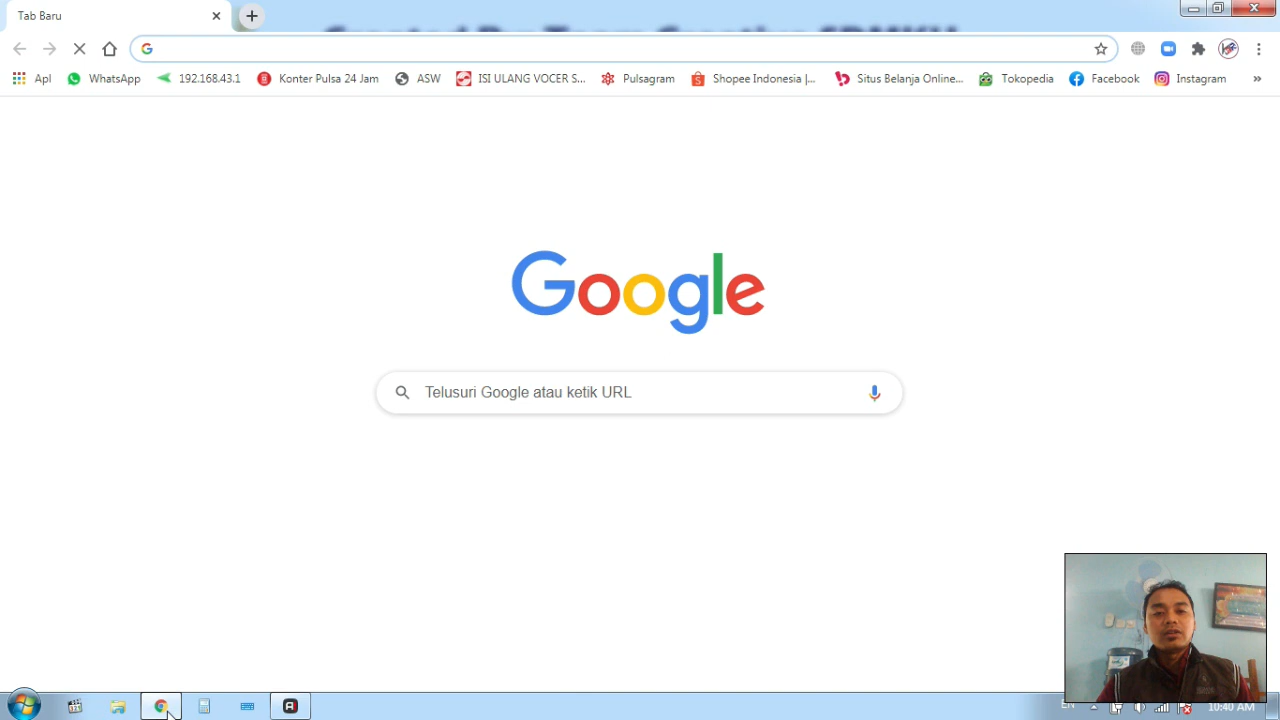 Tab Baru
Apl WhatsApp 192.168.43.1 Konter Pulsa 24 Jam ASW ISI ULANG VOCER S... Pulsagram Shopee Indonesia |... Situs Belanja Online... Tokopedia Facebook Instagram »
Google
Telusuri Google atau ketik URL
EN 10:40 AM